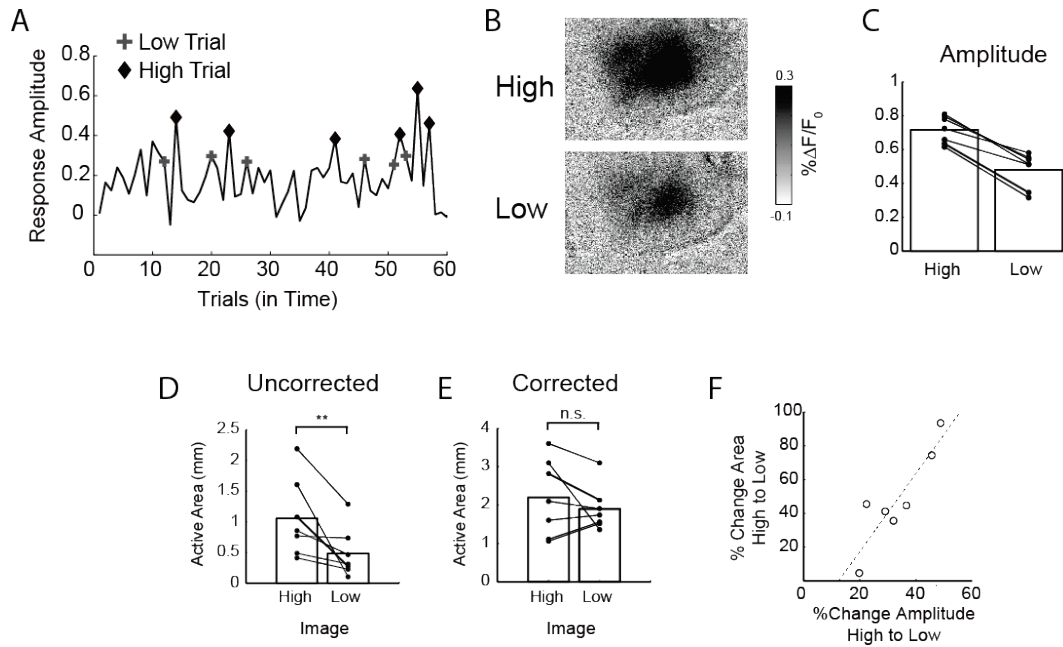 A
Low Trial
High Trial
Response Amplitude
0.8
0.6
0.4
0.2
0
0 10 20 30 40 50 60
Trials (in Time)
B
High
Low
0.3
%ΔF/F0
-0.1
C
Amplitude
1
0.8
0.6
0.4
0.2
0
High Low
D
Uncorrected
**
Active Area (mm)
2.5
2
1.5
1
0.5
0
High Low
Image
E
Corrected
n.s.
Active Area (mm)
4
3
2
1
0
High Low
Image
F
% Change Area
High to Low
100
80
60
40
20
0 20 40 60
%Change Amplitude
High to Low